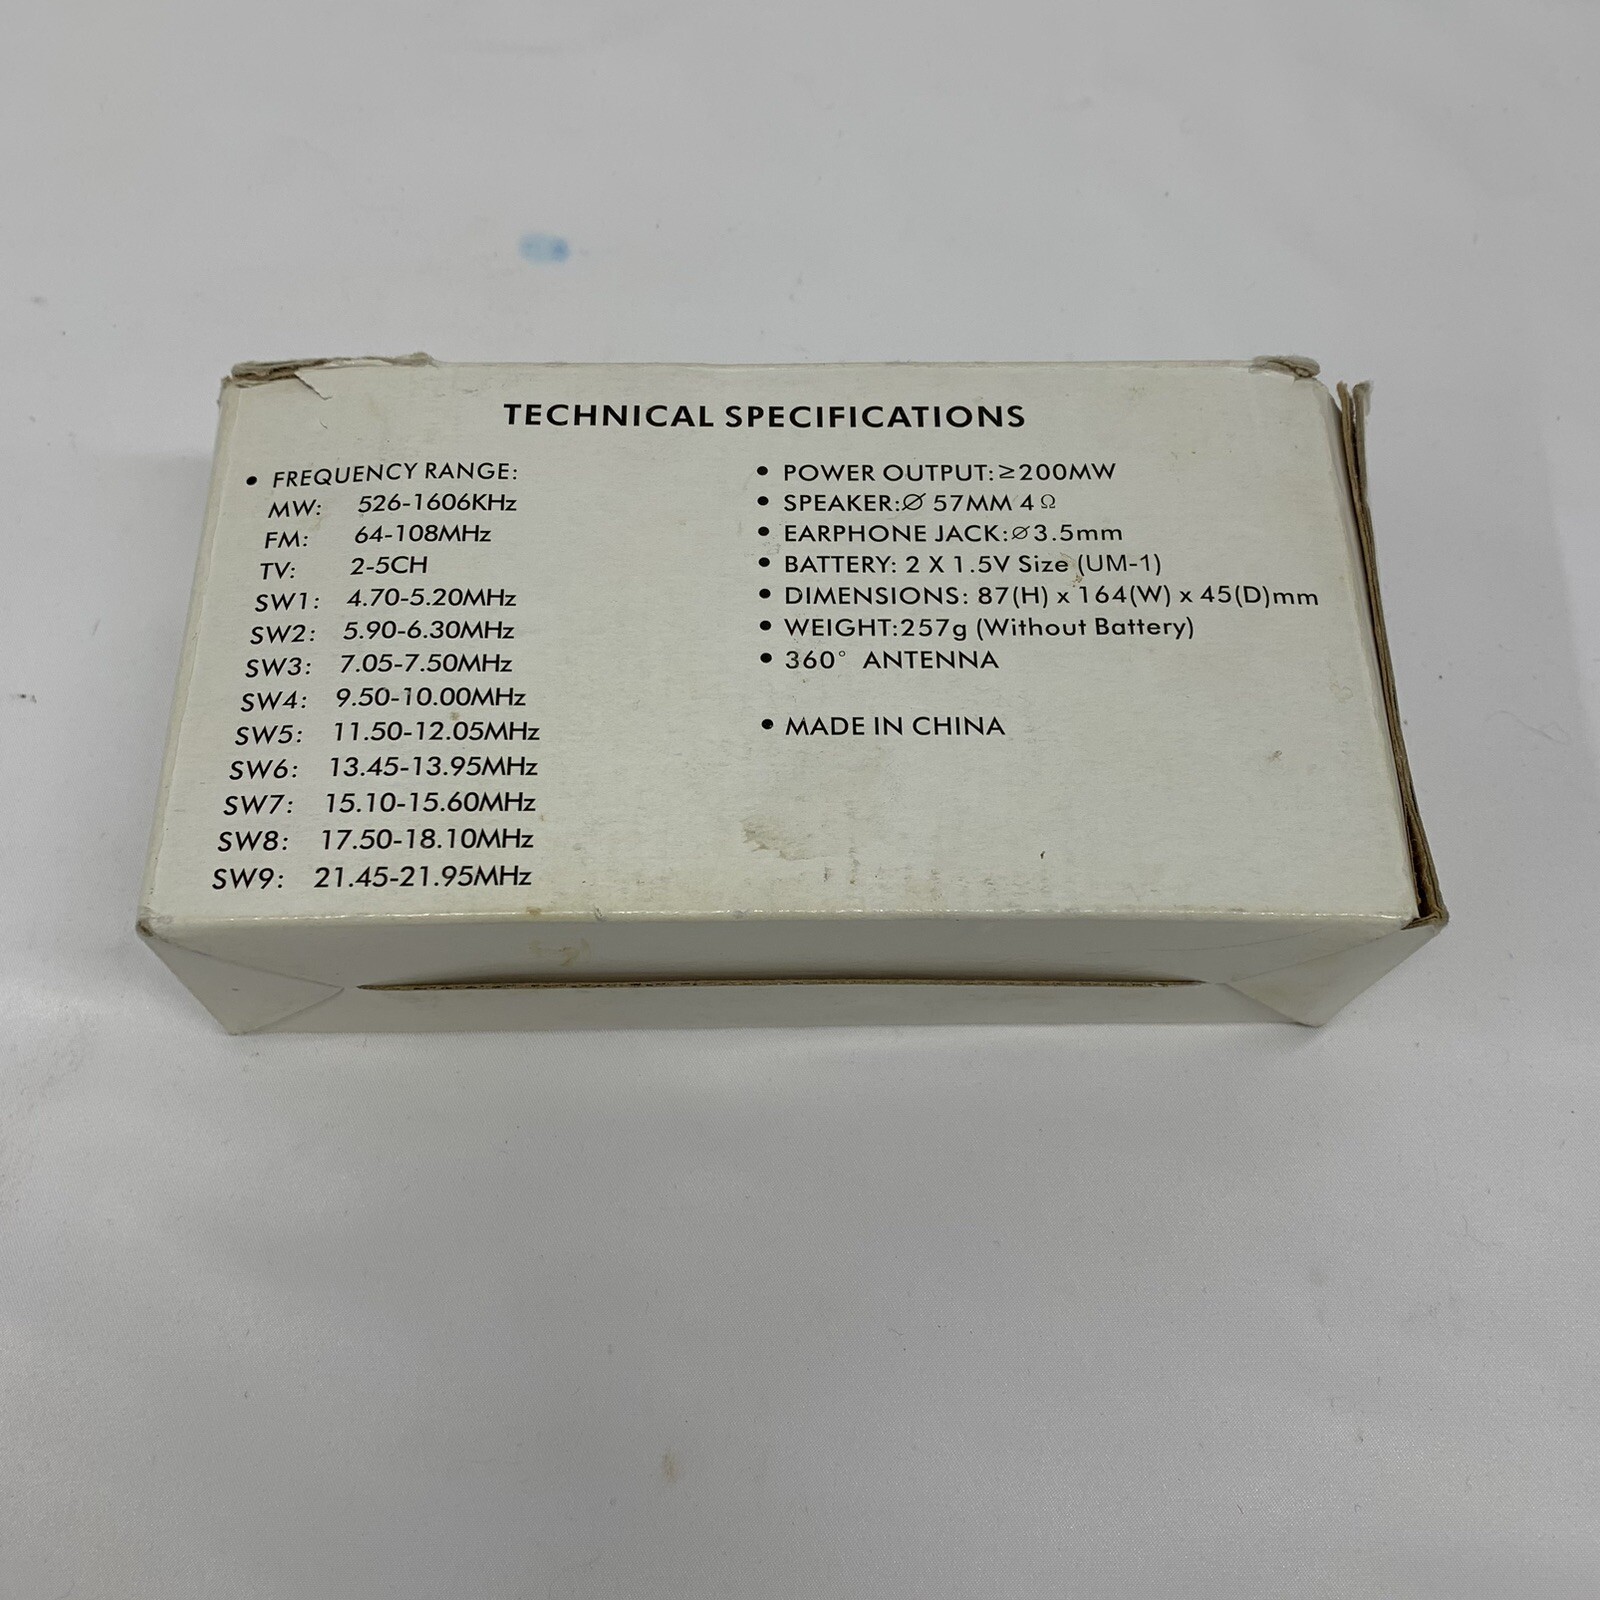 TECHNICAL SPECIFICATIONS
• FREQUENCY RANGE:
MW: 526-1606KHz
FM: 64-108MHz
TV: 2-5CH
SW1: 4.70-5.20MHz
SW2: 5.90-6.30MHz
SW3: 7.05-7.50MHz
SW4: 9.50-10.00MHz
SW5: 11.50-12.05MHz
SW6: 13.45-13.95MHz
SW7: 15.10-15.60MHz
SW8: 17.50-18.10MHz
SW9: 21.45-21.95MHz
• POWER OUTPUT:≥200MW
• SPEAKER:Ø 57MM 4Ω
• EARPHONE JACK:Ø3.5mm
• BATTERY: 2 X 1.5V Size (UM-1)
• DIMENSIONS: 87(H) x 164(W) x 45(D)mm
• WEIGHT:257g (Without Battery)
• 360° ANTENNA
• MADE IN CHINA